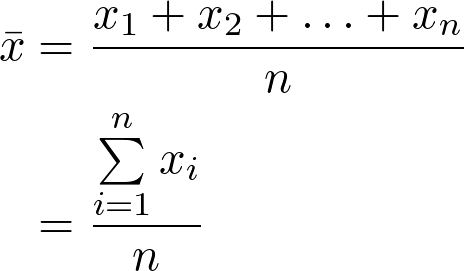 x̄ = (x₁ + x₂ + … + xₙ) / n
= (∑ᵢ₌₁ⁿ xᵢ) / n